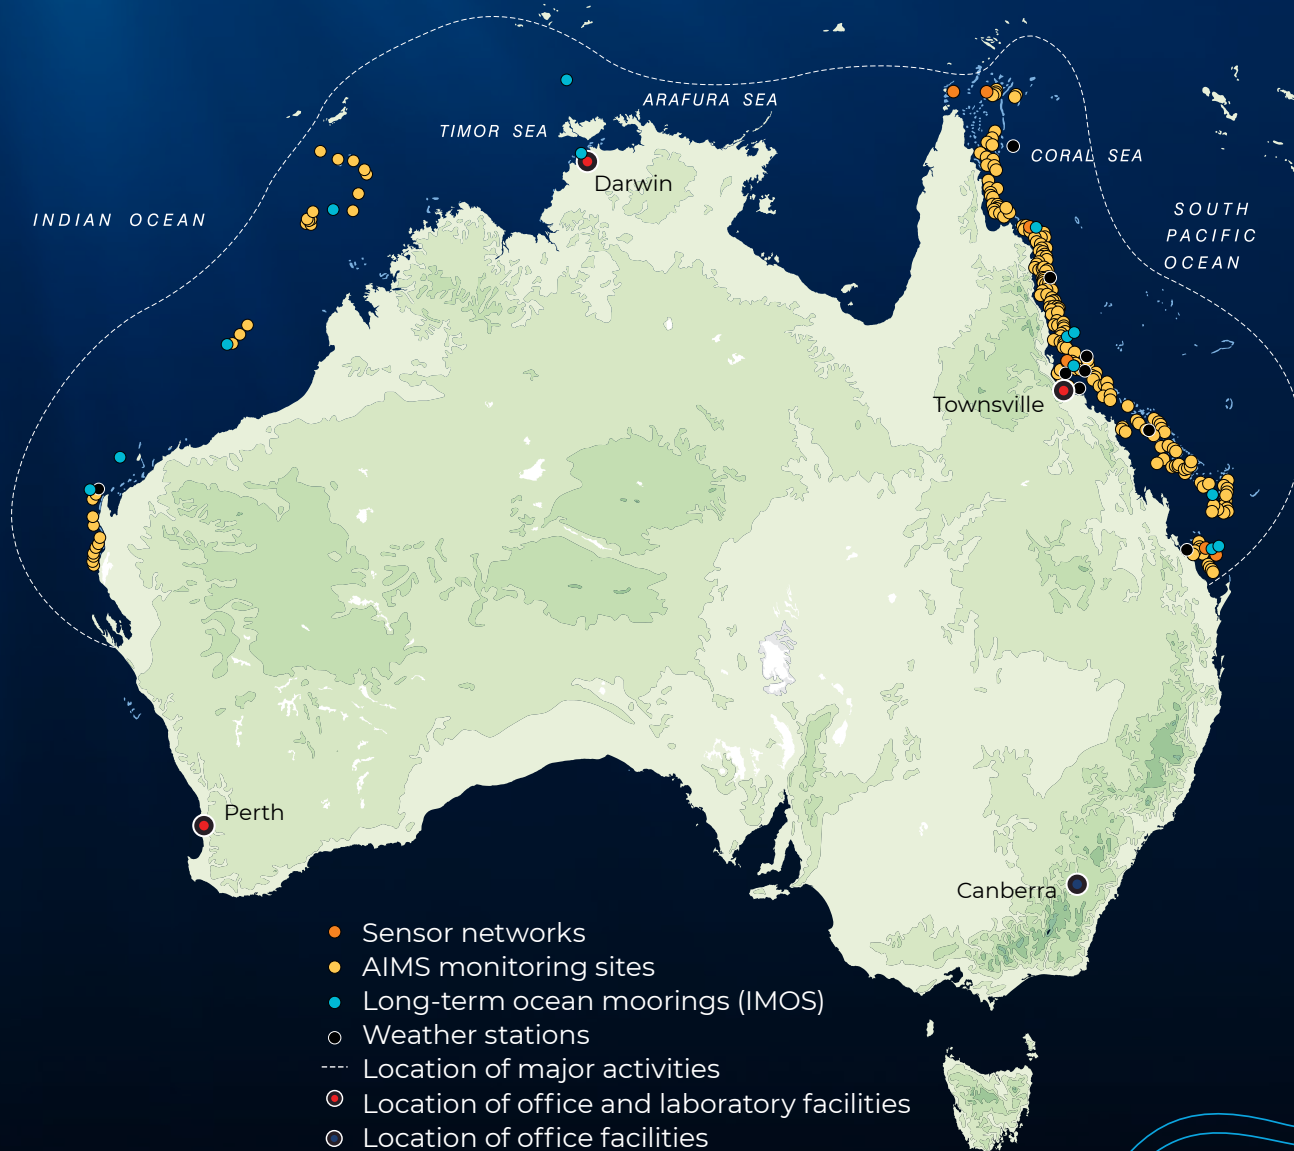 ARAFURA SEA
TIMOR SEA
CORAL SEA
Darwin
INDIAN OCEAN
SOUTH
PACIFIC
OCEAN
Townsville
Perth
Canberra
Sensor networks
AIMS monitoring sites
Long-term ocean moorings (IMOS)
Weather stations
Location of major activities
Location of office and laboratory facilities
Location of office facilities